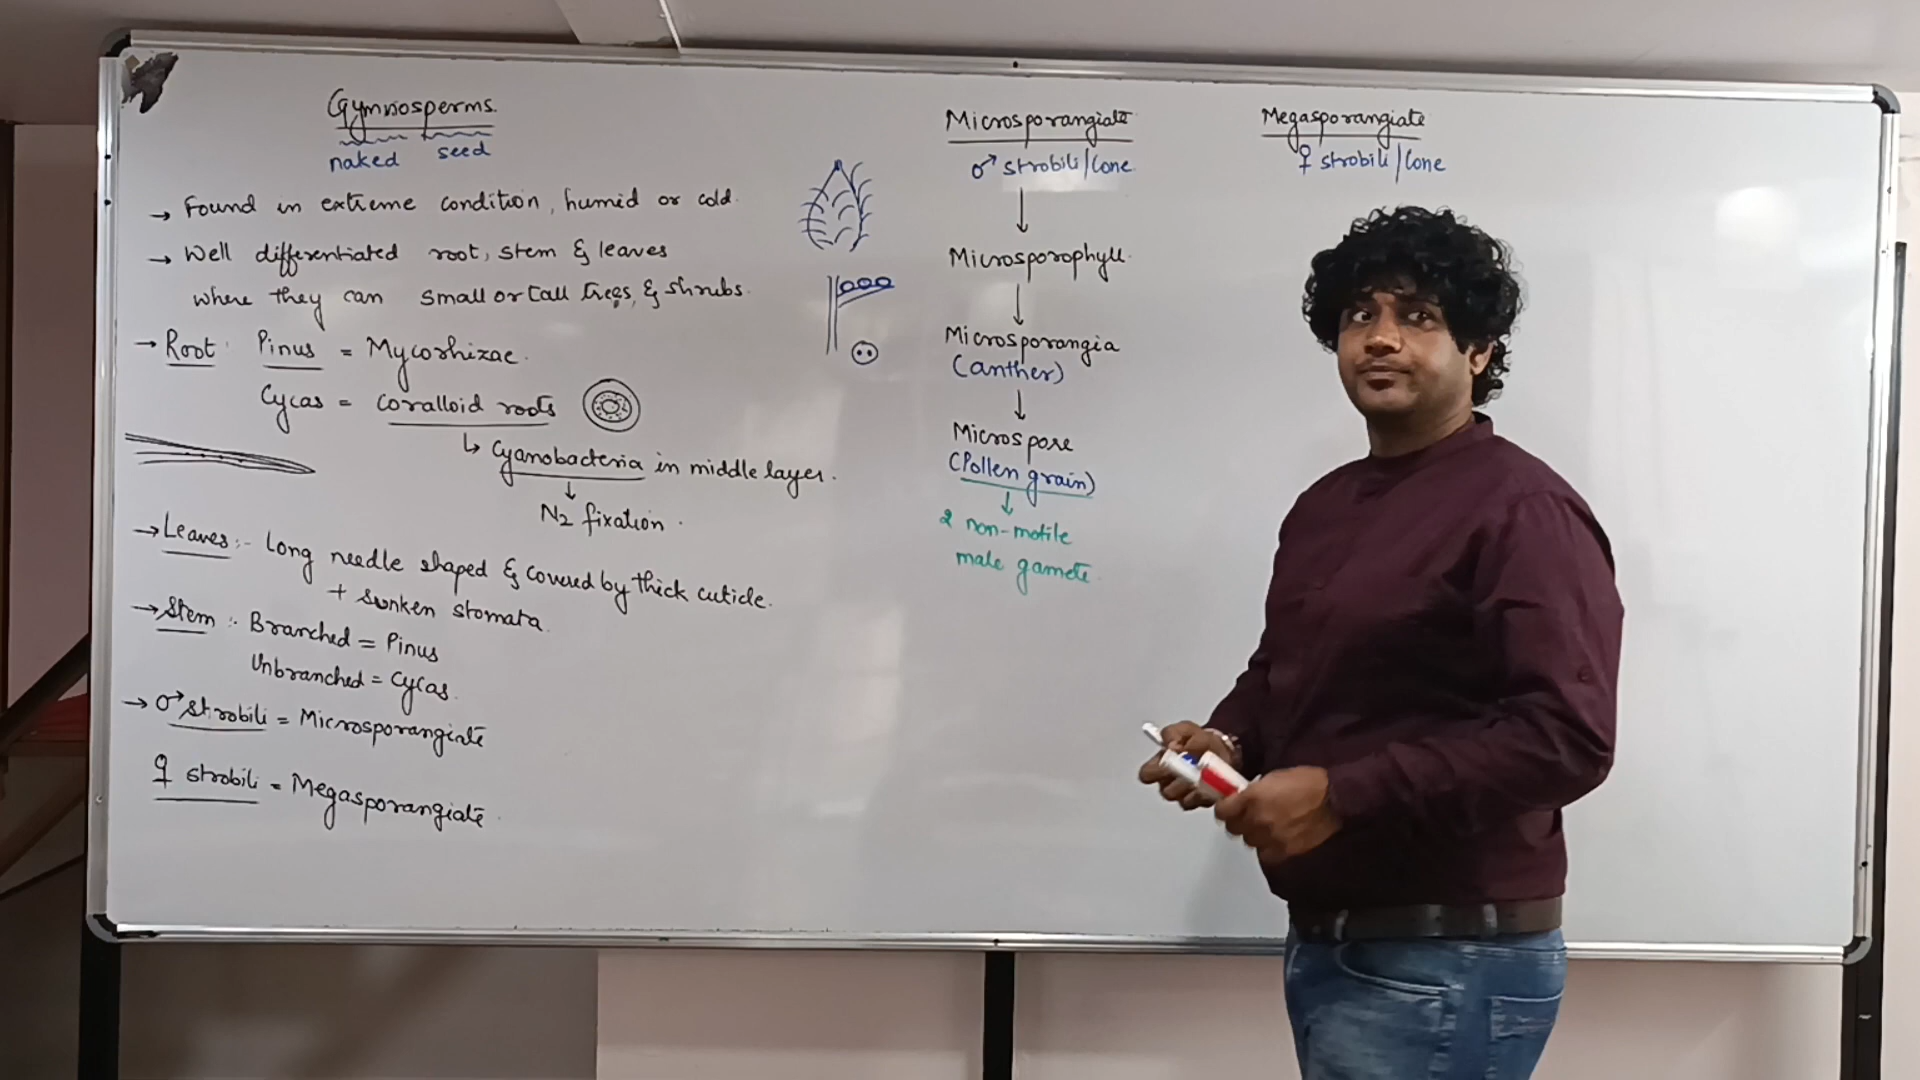 Gymnosperms.
naked seed
→ Found in extreme condition, humid or cold.
→ Well differentiated root, stem & leaves
where they can small or tall trees, & shrubs.
→ Root: Pinus = Mycorhizae.
Cycas = coralloid roots
↳ Cyanobacteria in middle layer.
↓
N2 fixation.
→ Leaves:- Long needle shaped & covered by thick cuticle.
+ sunken stomata.
→ Stem :- Branched = Pinus
Unbranched = Cycas.
→ ♂ strobili = Microsporangiate
♀ strobili = Megasporangiate.
Microsporangiate
♂ strobili/Cone
↓
Microsporophyll
↓
Microsporangia
(anther)
↓
Microspore
(Pollen grain)
↓
2 non-motile
male gamete.
Megasporangiate
♀ strobili/Cone